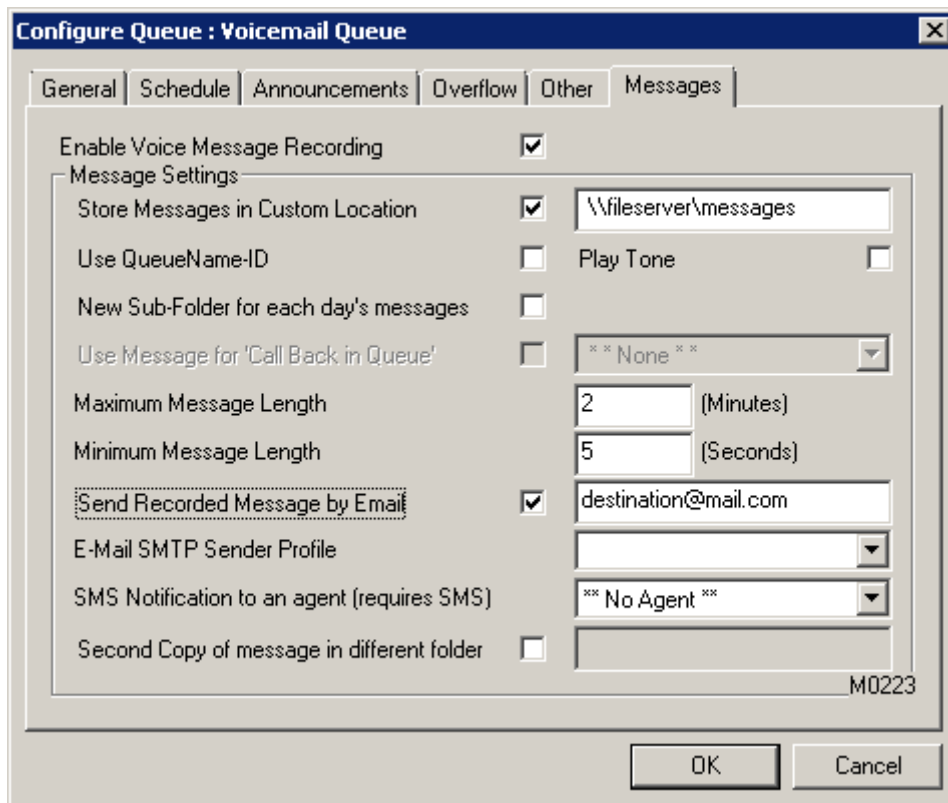 Configure Queue : Voicemail Queue
General Schedule Announcements Overflow Other Messages
Enable Voice Message Recording
Message Settings
Store Messages in Custom Location \\fileserver\messages
Use QueueName-ID Play Tone
New Sub-Folder for each day's messages
Use Message for 'Call Back in Queue' * * None * *
Maximum Message Length 2 (Minutes)
Minimum Message Length 5 (Seconds)
Send Recorded Message by Email destination@mail.com
E-Mail SMTP Sender Profile
SMS Notification to an agent (requires SMS) ** No Agent **
Second Copy of message in different folder
M0223
OK Cancel